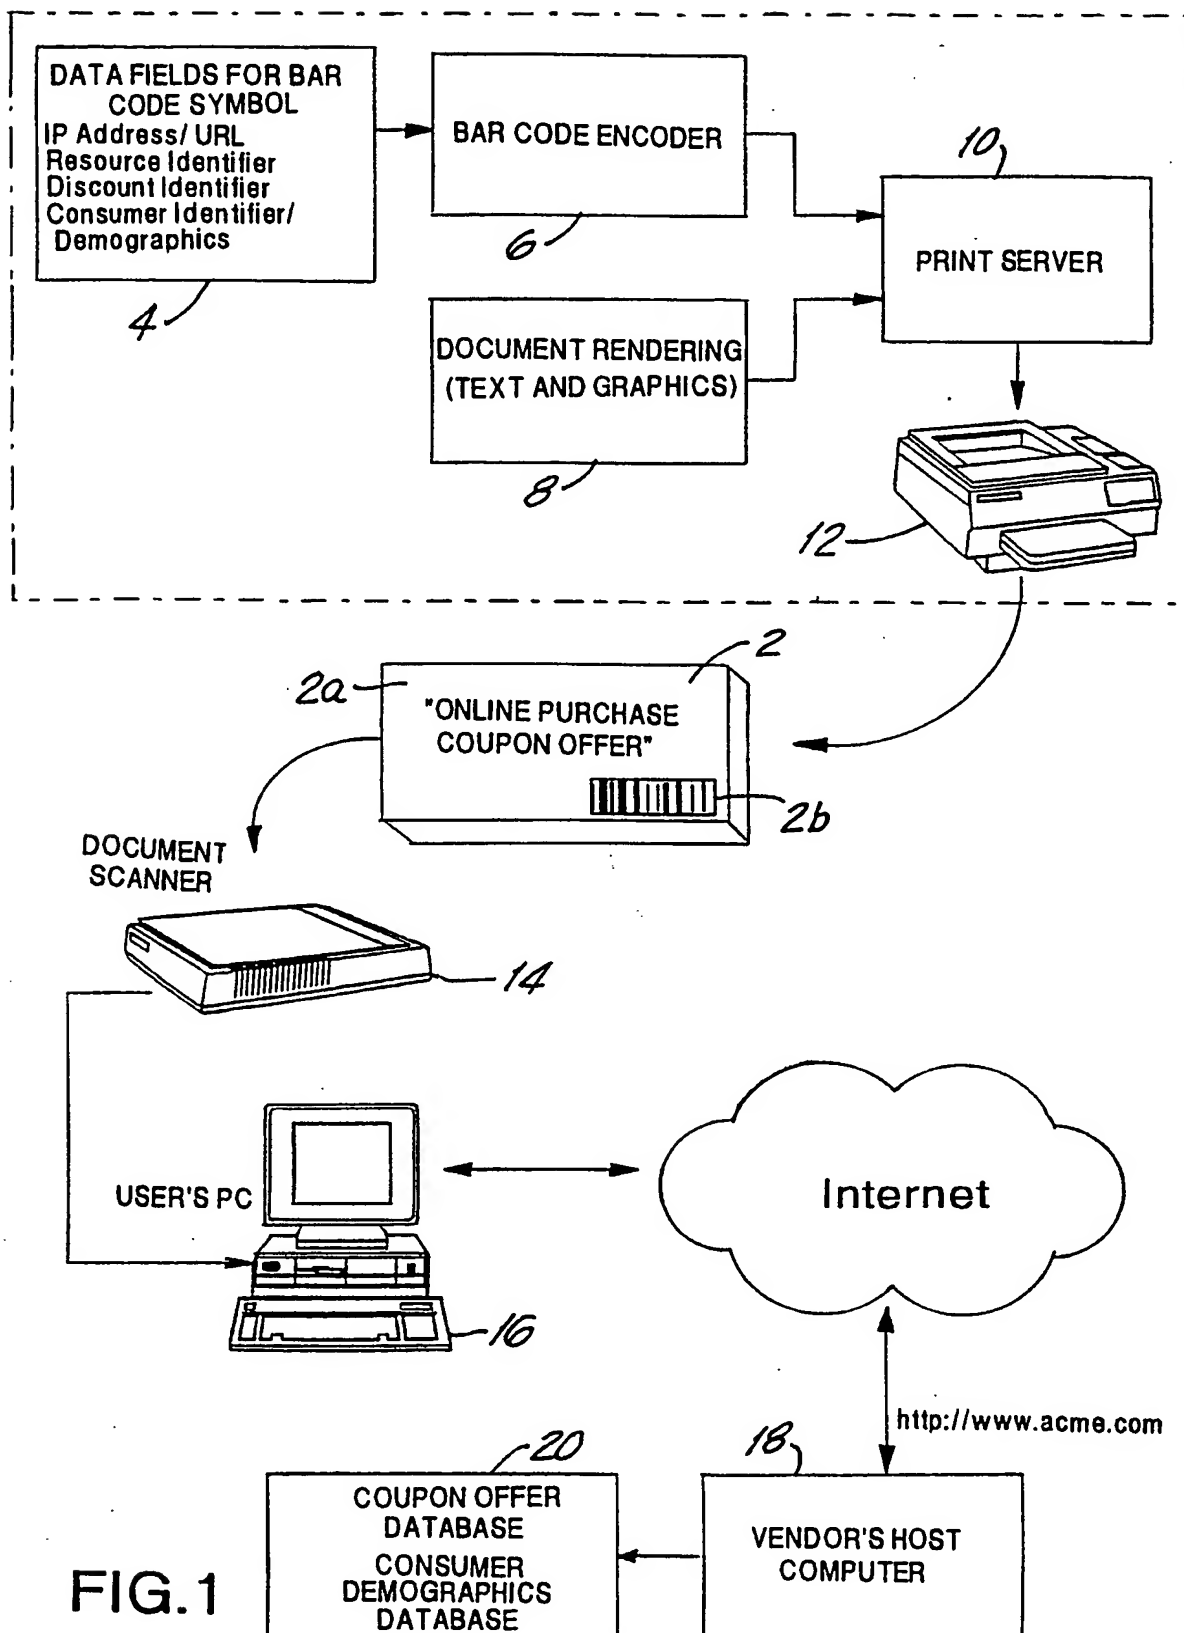 DATA FIELDS FOR BAR
CODE SYMBOL
IP Address/ URL
Resource Identifier
Discount Identifier
Consumer Identifier/
Demographics
4
BAR CODE ENCODER
6
DOCUMENT RENDERING
(TEXT AND GRAPHICS)
8
10
PRINT SERVER
12
2
2a
"ONLINE PURCHASE
COUPON OFFER"
2b
DOCUMENT
SCANNER
14
USER'S PC
16
Internet
http://www.acme.com
18
VENDOR'S HOST
COMPUTER
20
COUPON OFFER
DATABASE
CONSUMER
DEMOGRAPHICS
DATABASE
FIG.1